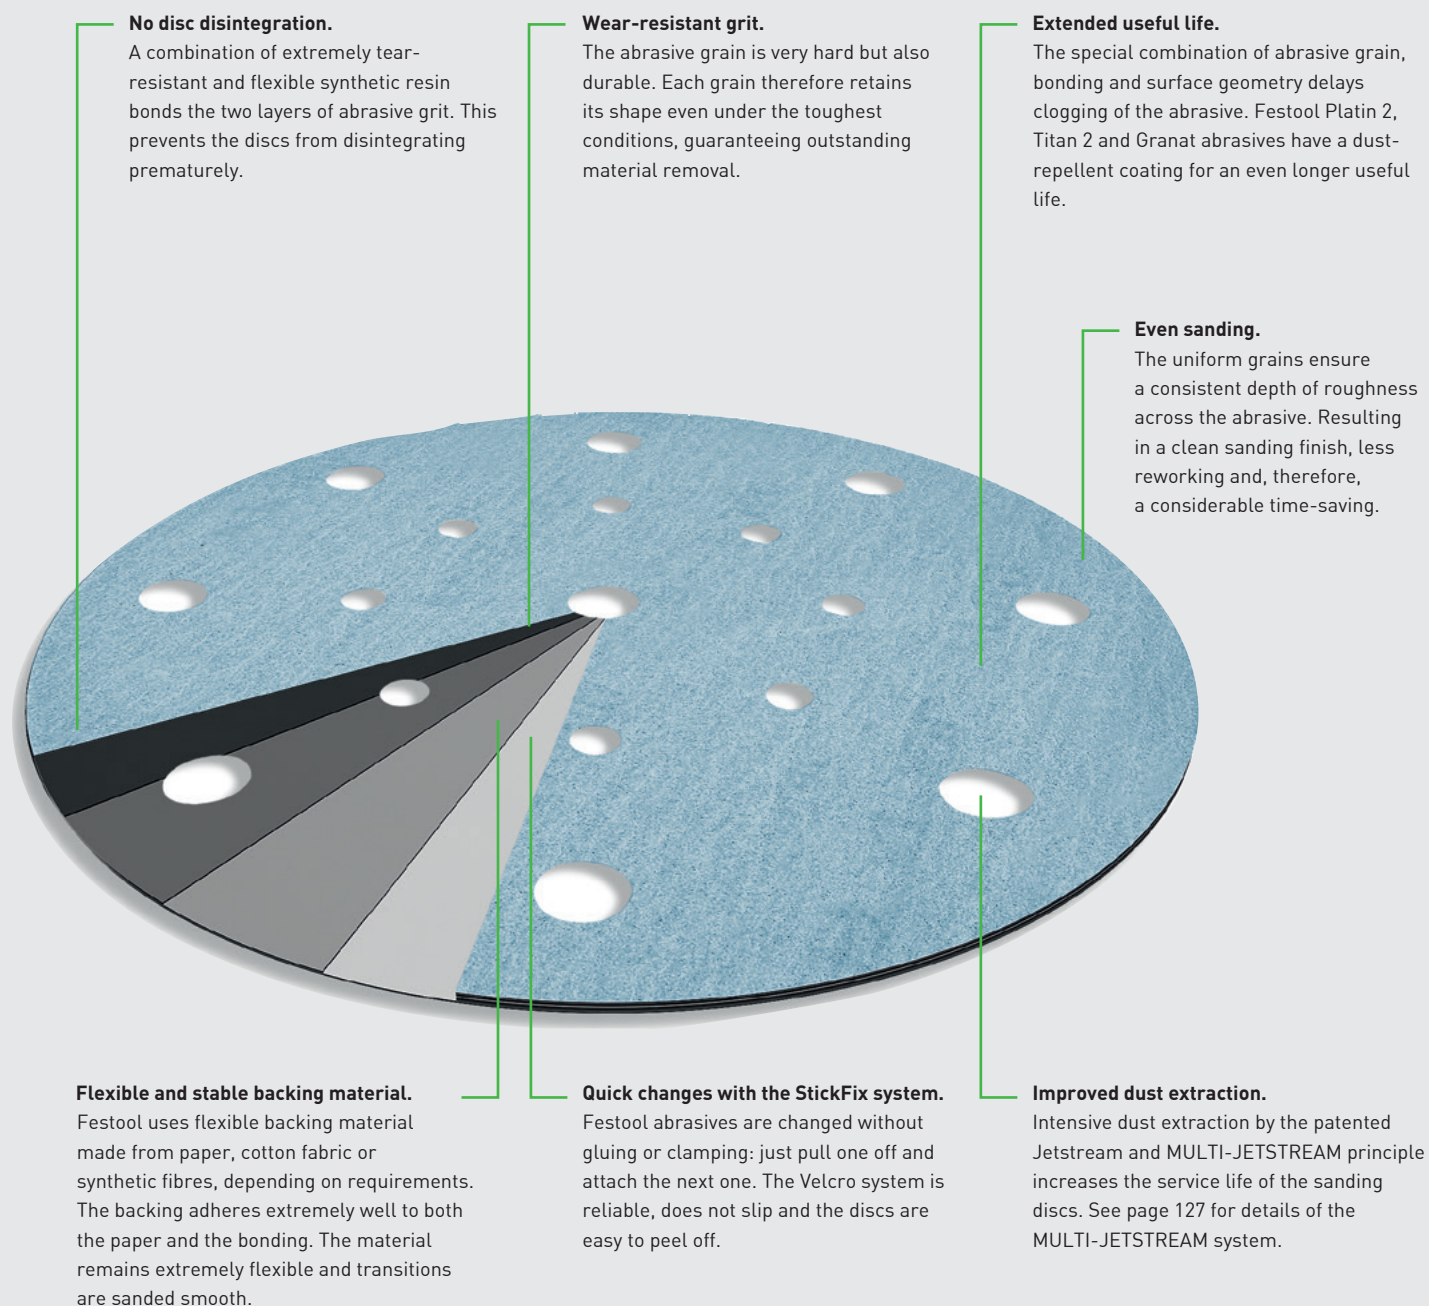 No disc disintegration.
A combination of extremely tear-
resistant and flexible synthetic resin
bonds the two layers of abrasive grit. This
prevents the discs from disintegrating
prematurely.
Wear-resistant grit.
The abrasive grain is very hard but also
durable. Each grain therefore retains
its shape even under the toughest
conditions, guaranteeing outstanding
material removal.
Extended useful life.
The special combination of abrasive grain,
bonding and surface geometry delays
clogging of the abrasive. Festool Platin 2,
Titan 2 and Granat abrasives have a dust-
repellent coating for an even longer useful
life.
Even sanding.
The uniform grains ensure
a consistent depth of roughness
across the abrasive. Resulting
in a clean sanding finish, less
reworking and, therefore,
a considerable time-saving.
Flexible and stable backing material.
Festool uses flexible backing material
made from paper, cotton fabric or
synthetic fibres, depending on requirements.
The backing adheres extremely well to both
the paper and the bonding. The material
remains extremely flexible and transitions
are sanded smooth.
Quick changes with the StickFix system.
Festool abrasives are changed without
gluing or clamping: just pull one off and
attach the next one. The Velcro system is
reliable, does not slip and the discs are
easy to peel off.
Improved dust extraction.
Intensive dust extraction by the patented
Jetstream and MULTI-JETSTREAM principle
increases the service life of the sanding
discs. See page 127 for details of the
MULTI-JETSTREAM system.